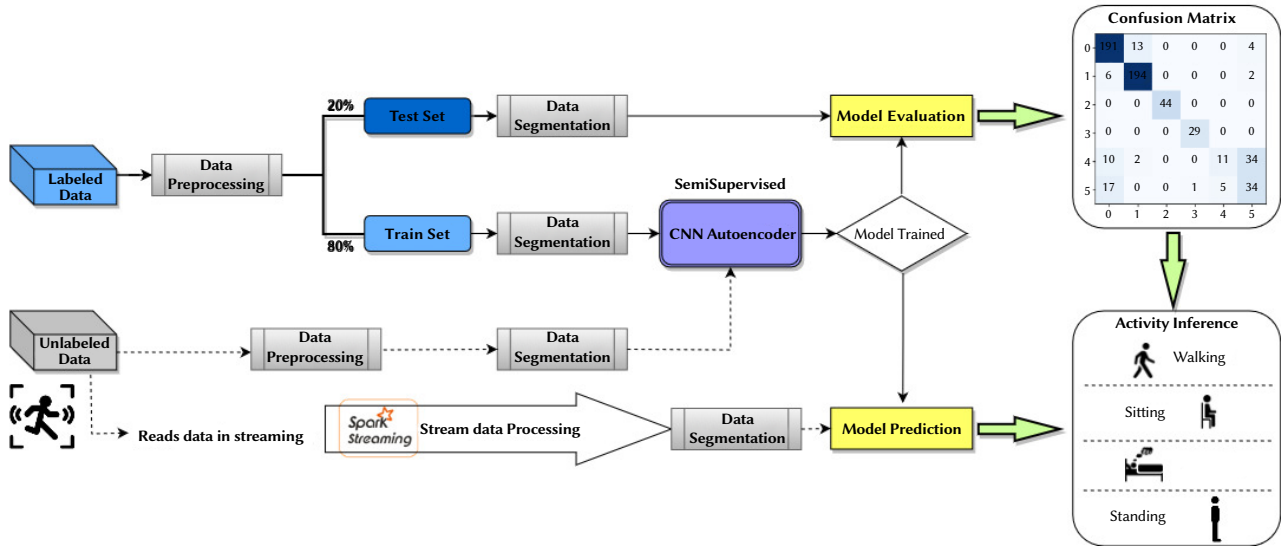 Confusion Matrix
0 191 13 0 0 0 4
1 6 194 0 0 0 2
2 0 0 44 0 0 0
3 0 0 0 29 0 0
4 10 2 0 0 11 34
5 17 0 0 1 5 34
0 1 2 3 4 5
20%
Test Set
Data
Segmentation
Model Evaluation
Labeled
Data
Data
Preprocessing
80%
Train Set
Data
Segmentation
SemiSupervised
CNN Autoencoder
Model Trained
Unlabeled
Data
Data
Preprocessing
Data
Segmentation
Reads data in streaming
Spark
Streaming
Stream data Processing
Data
Segmentation
Model Prediction
Activity Inference
Walking
Sitting
Standing